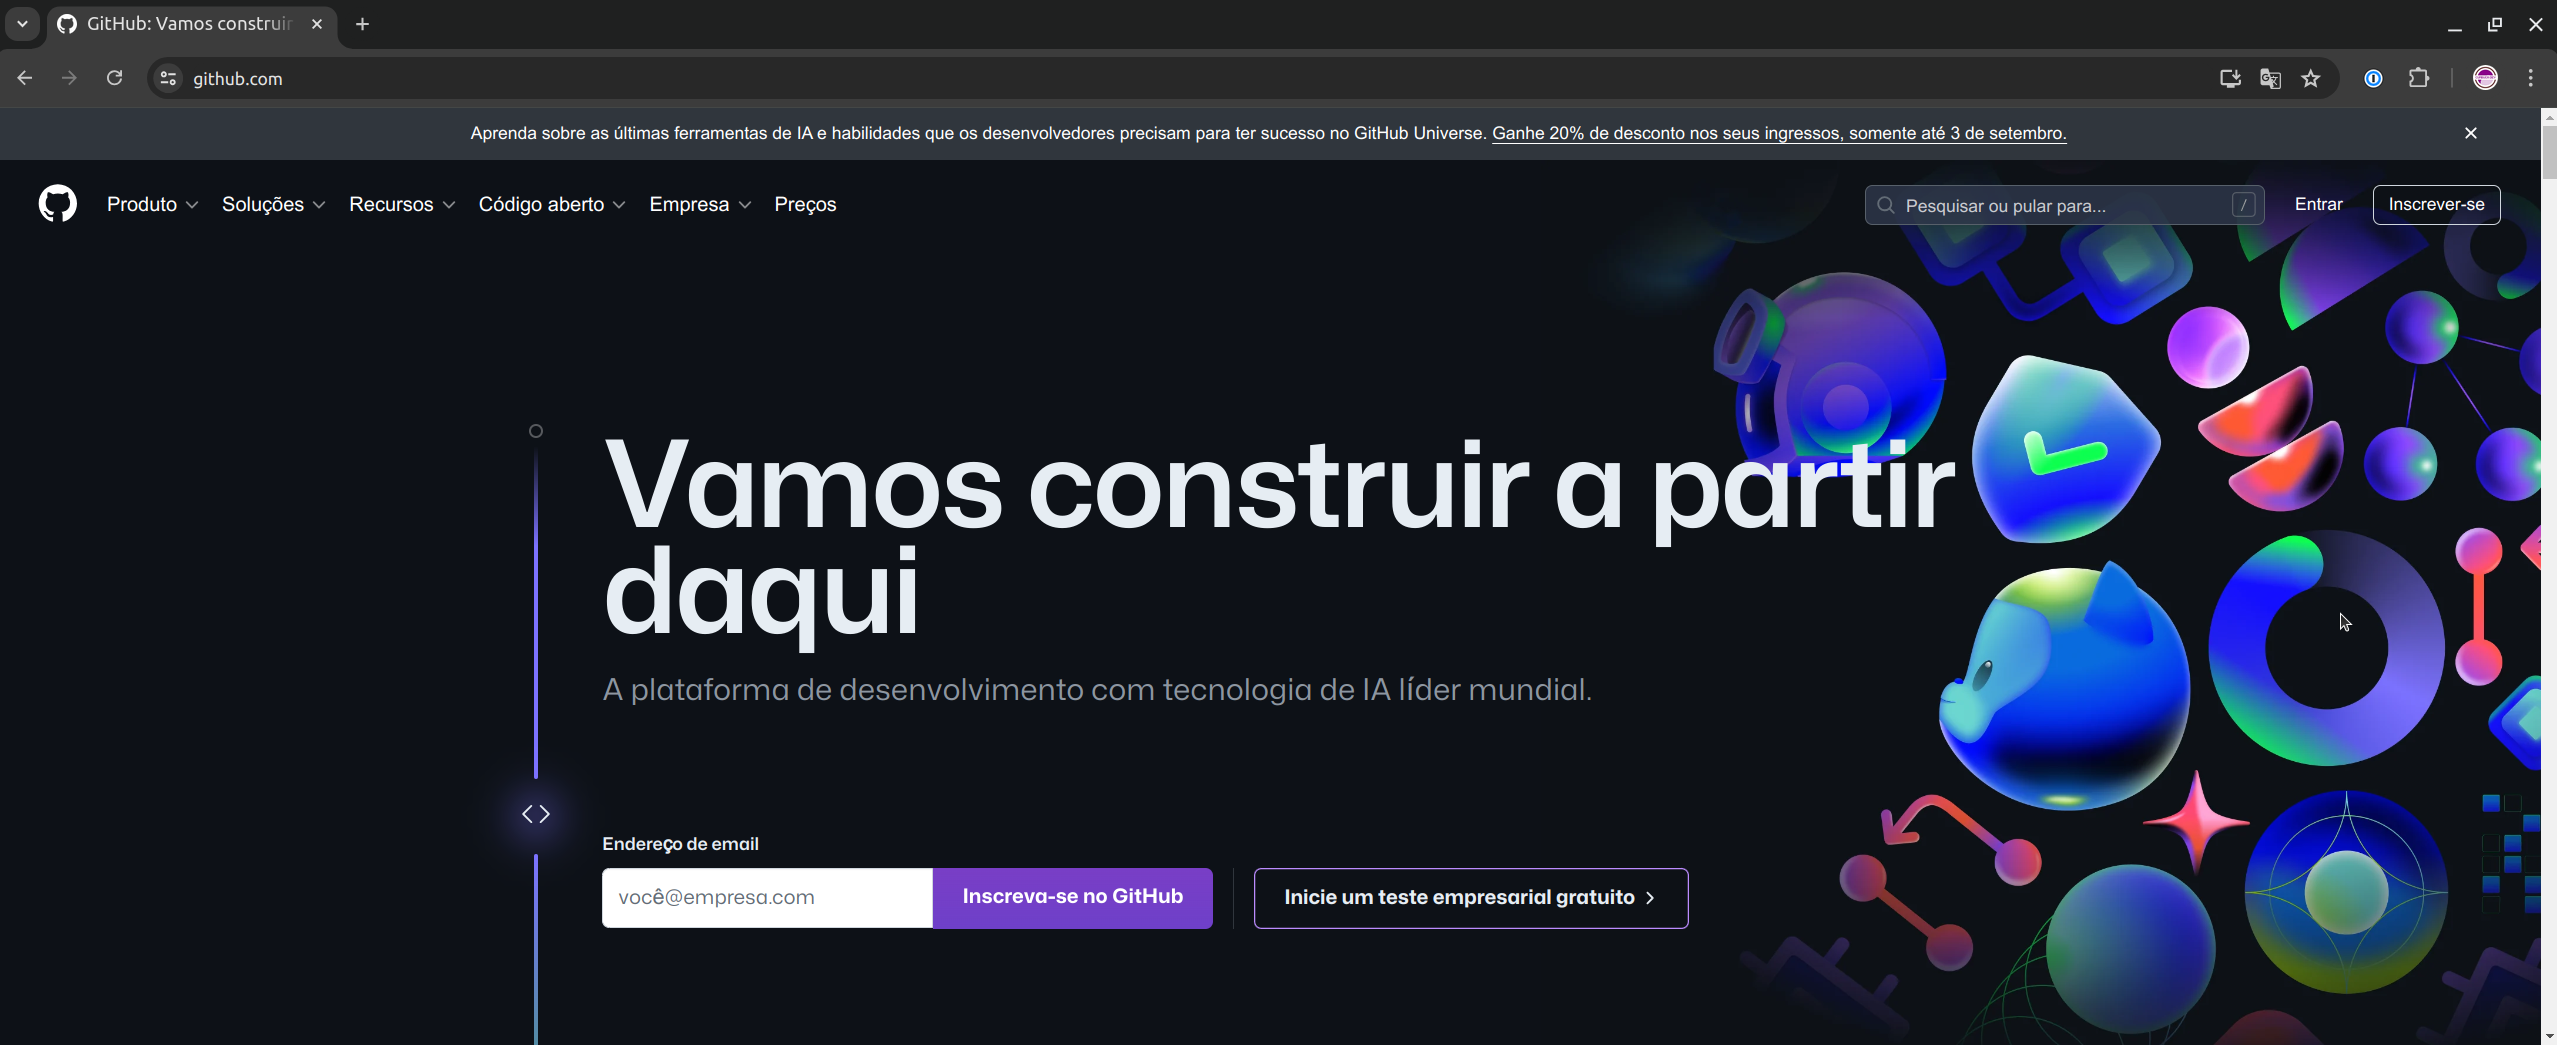 GitHub: Vamos construir
github.com
Aprenda sobre as últimas ferramentas de IA e habilidades que os desenvolvedores precisam para ter sucesso no GitHub Universe. Ganhe 20% de desconto nos seus ingressos, somente até 3 de setembro.
Produto Soluções Recursos Código aberto Empresa Preços Pesquisar ou pular para... / Entrar Inscrever-se
Vamos construir a partir
daqui
A plataforma de desenvolvimento com tecnologia de IA líder mundial.
Endereço de email
você@empresa.com Inscreva-se no GitHub Inicie um teste empresarial gratuito